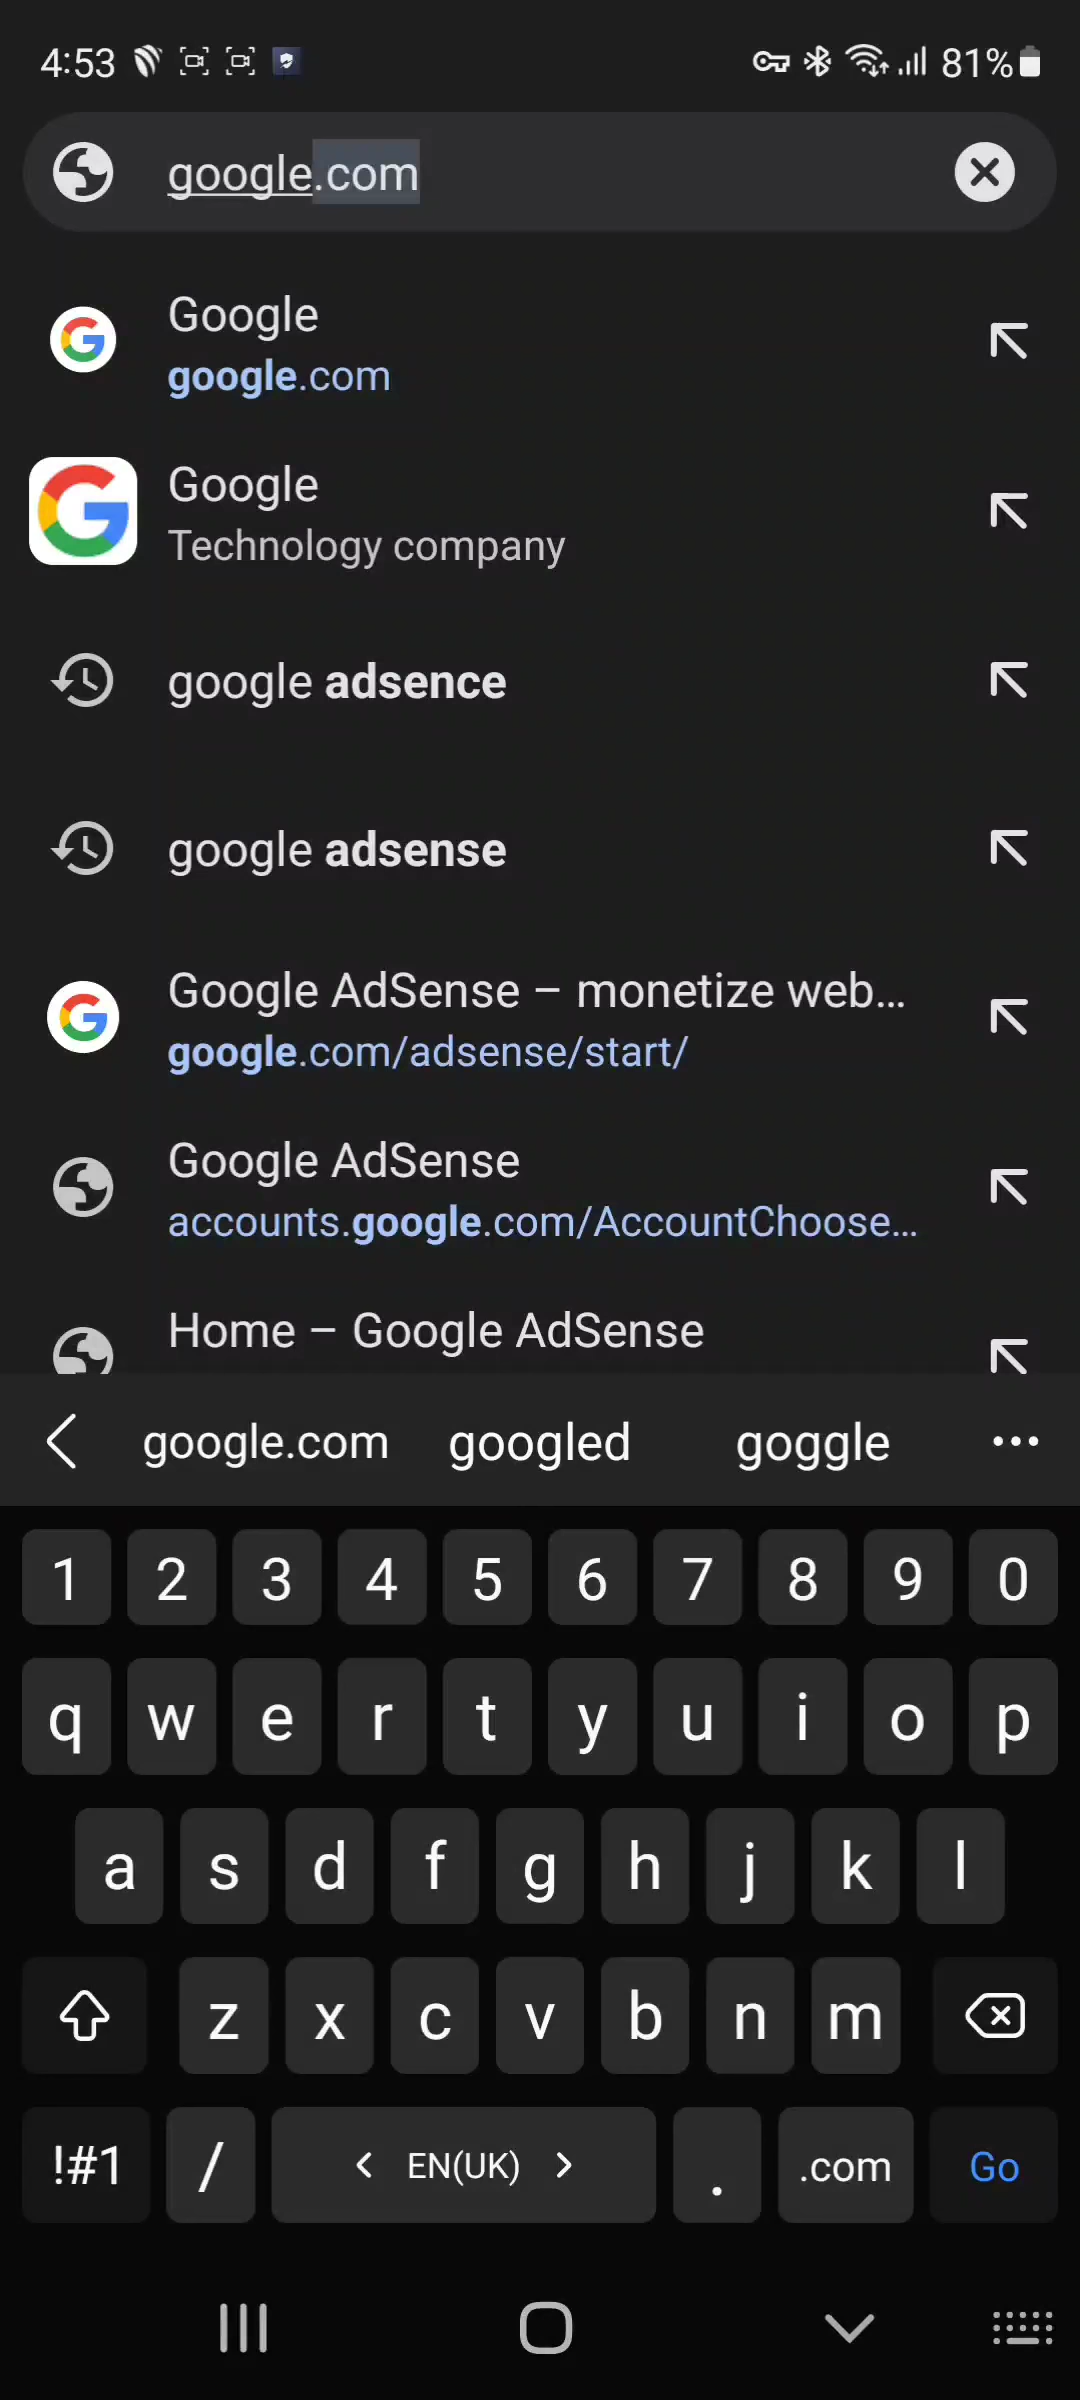 4:53
81%
google.com
Google
google.com
Google
Technology company
google adsence
google adsense
Google AdSense – monetize web...
google.com/adsense/start/
Google AdSense
accounts.google.com/AccountChoose...
Home – Google AdSense
google.com googled goggle
1 2 3 4 5 6 7 8 9 0
q w e r t y u i o p
a s d f g h j k l
z x c v b n m
!#1 / EN(UK) . .com Go